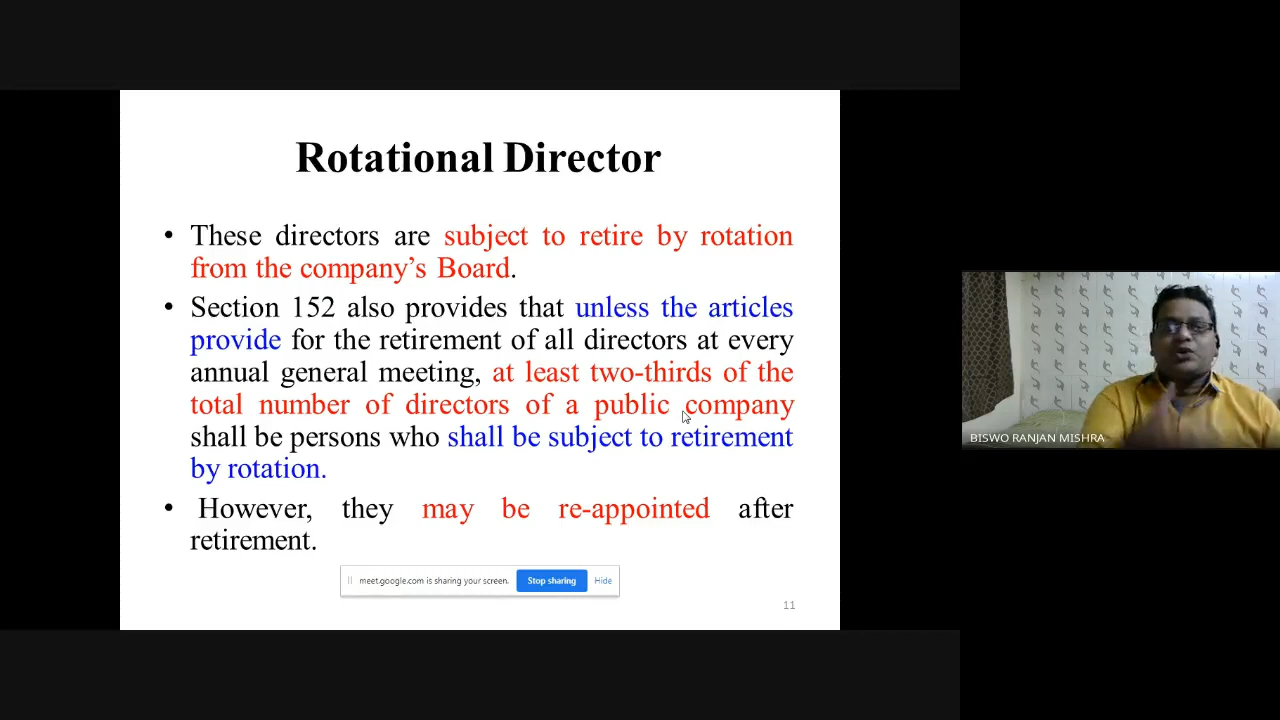 Rotational Director
• These directors are subject to retire by rotation
from the company’s Board.
• Section 152 also provides that unless the articles
provide for the retirement of all directors at every
annual general meeting, at least two-thirds of the
total number of directors of a public company
shall be persons who shall be subject to retirement
by rotation.
• However, they may be re-appointed after
retirement.
meet.google.com is sharing your screen. Stop sharing Hide
11
BISWO RANJAN MISHRA